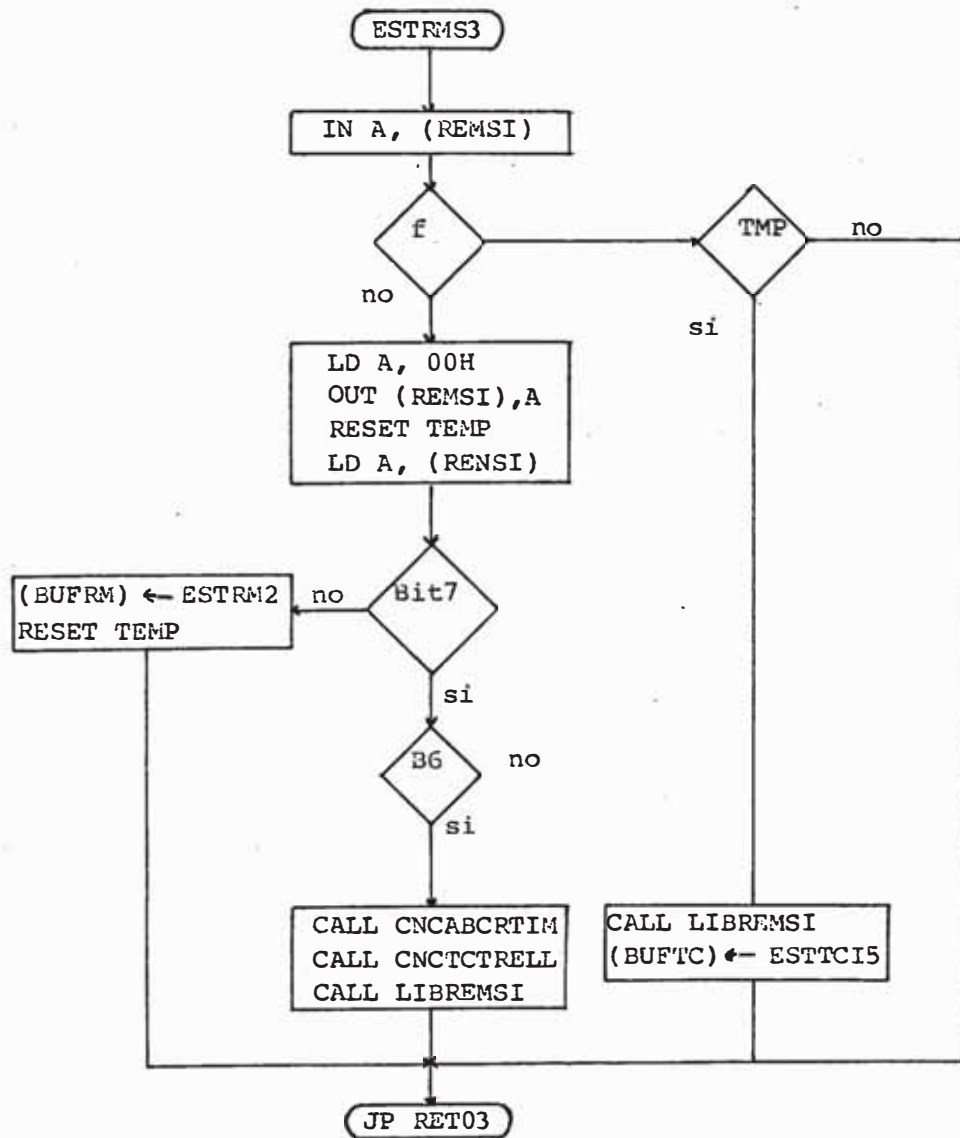 ESTRMS3
IN A, (REMSI)
f
TMP
no
no
si
LD A, 00H
OUT (REMSI),A
RESET TEMP
LD A, (RENSI)
Bit7
no
(BUFRM) ← ESTRM2
RESET TEMP
si
B6
no
si
CALL CNCABCRTIM
CALL CNCTCTRELL
CALL LIBREMSI
CALL LIBREMSI
(BUFTC) ← ESTTCI5
JP RET03